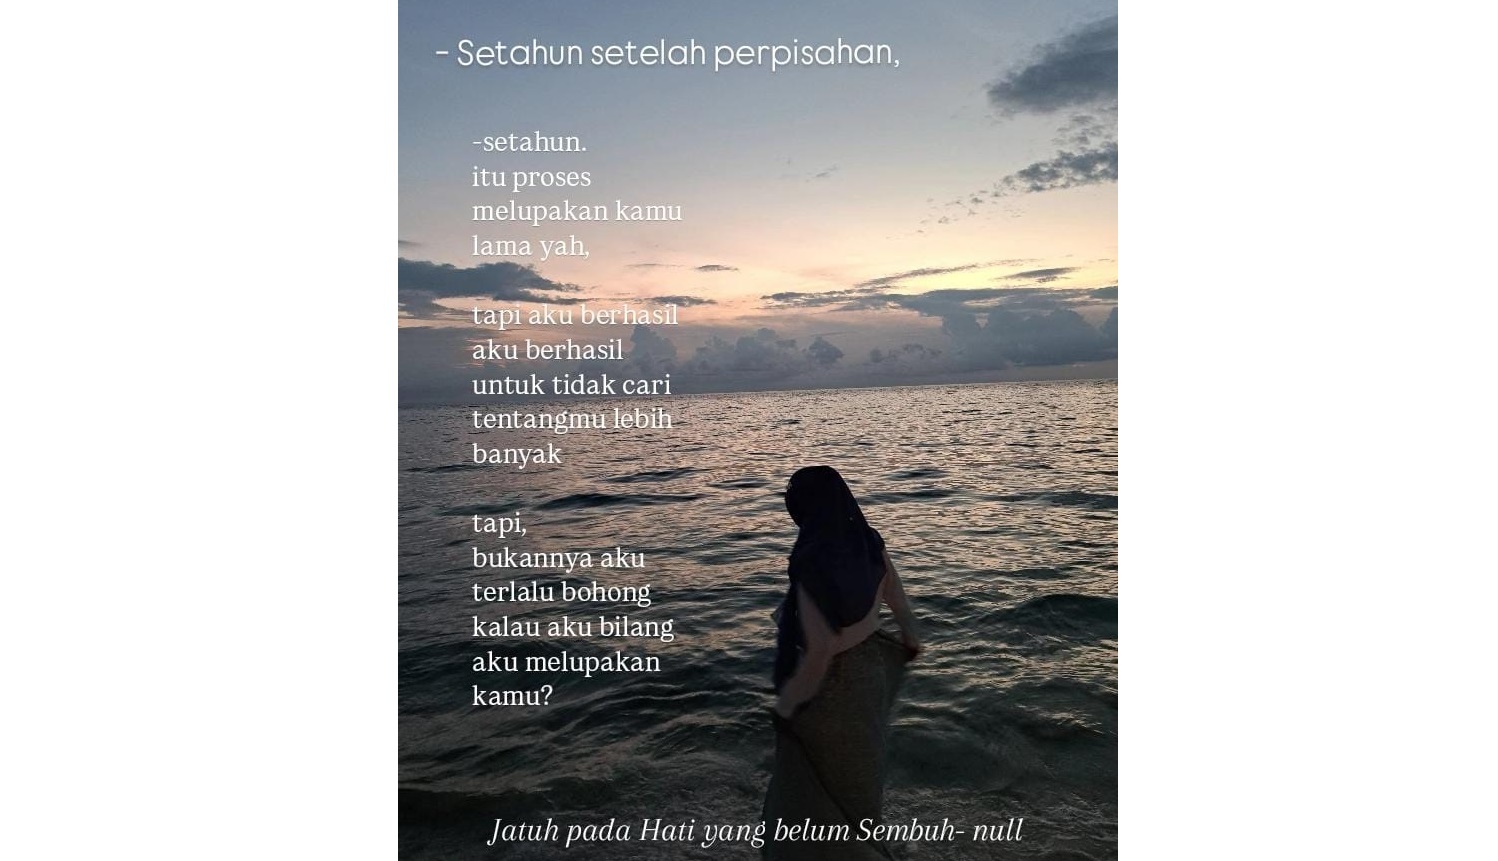 - Setahun setelah perpisahan,
-setahun.
itu proses
melupakan kamu
lama yah,
tapi aku berhasil
aku berhasil
untuk tidak cari
tentangmu lebih
banyak
tapi,
bukannya aku
terlalu bohong
kalau aku bilang
aku melupakan
kamu?
Jatuh pada Hati yang belum Sembuh- null